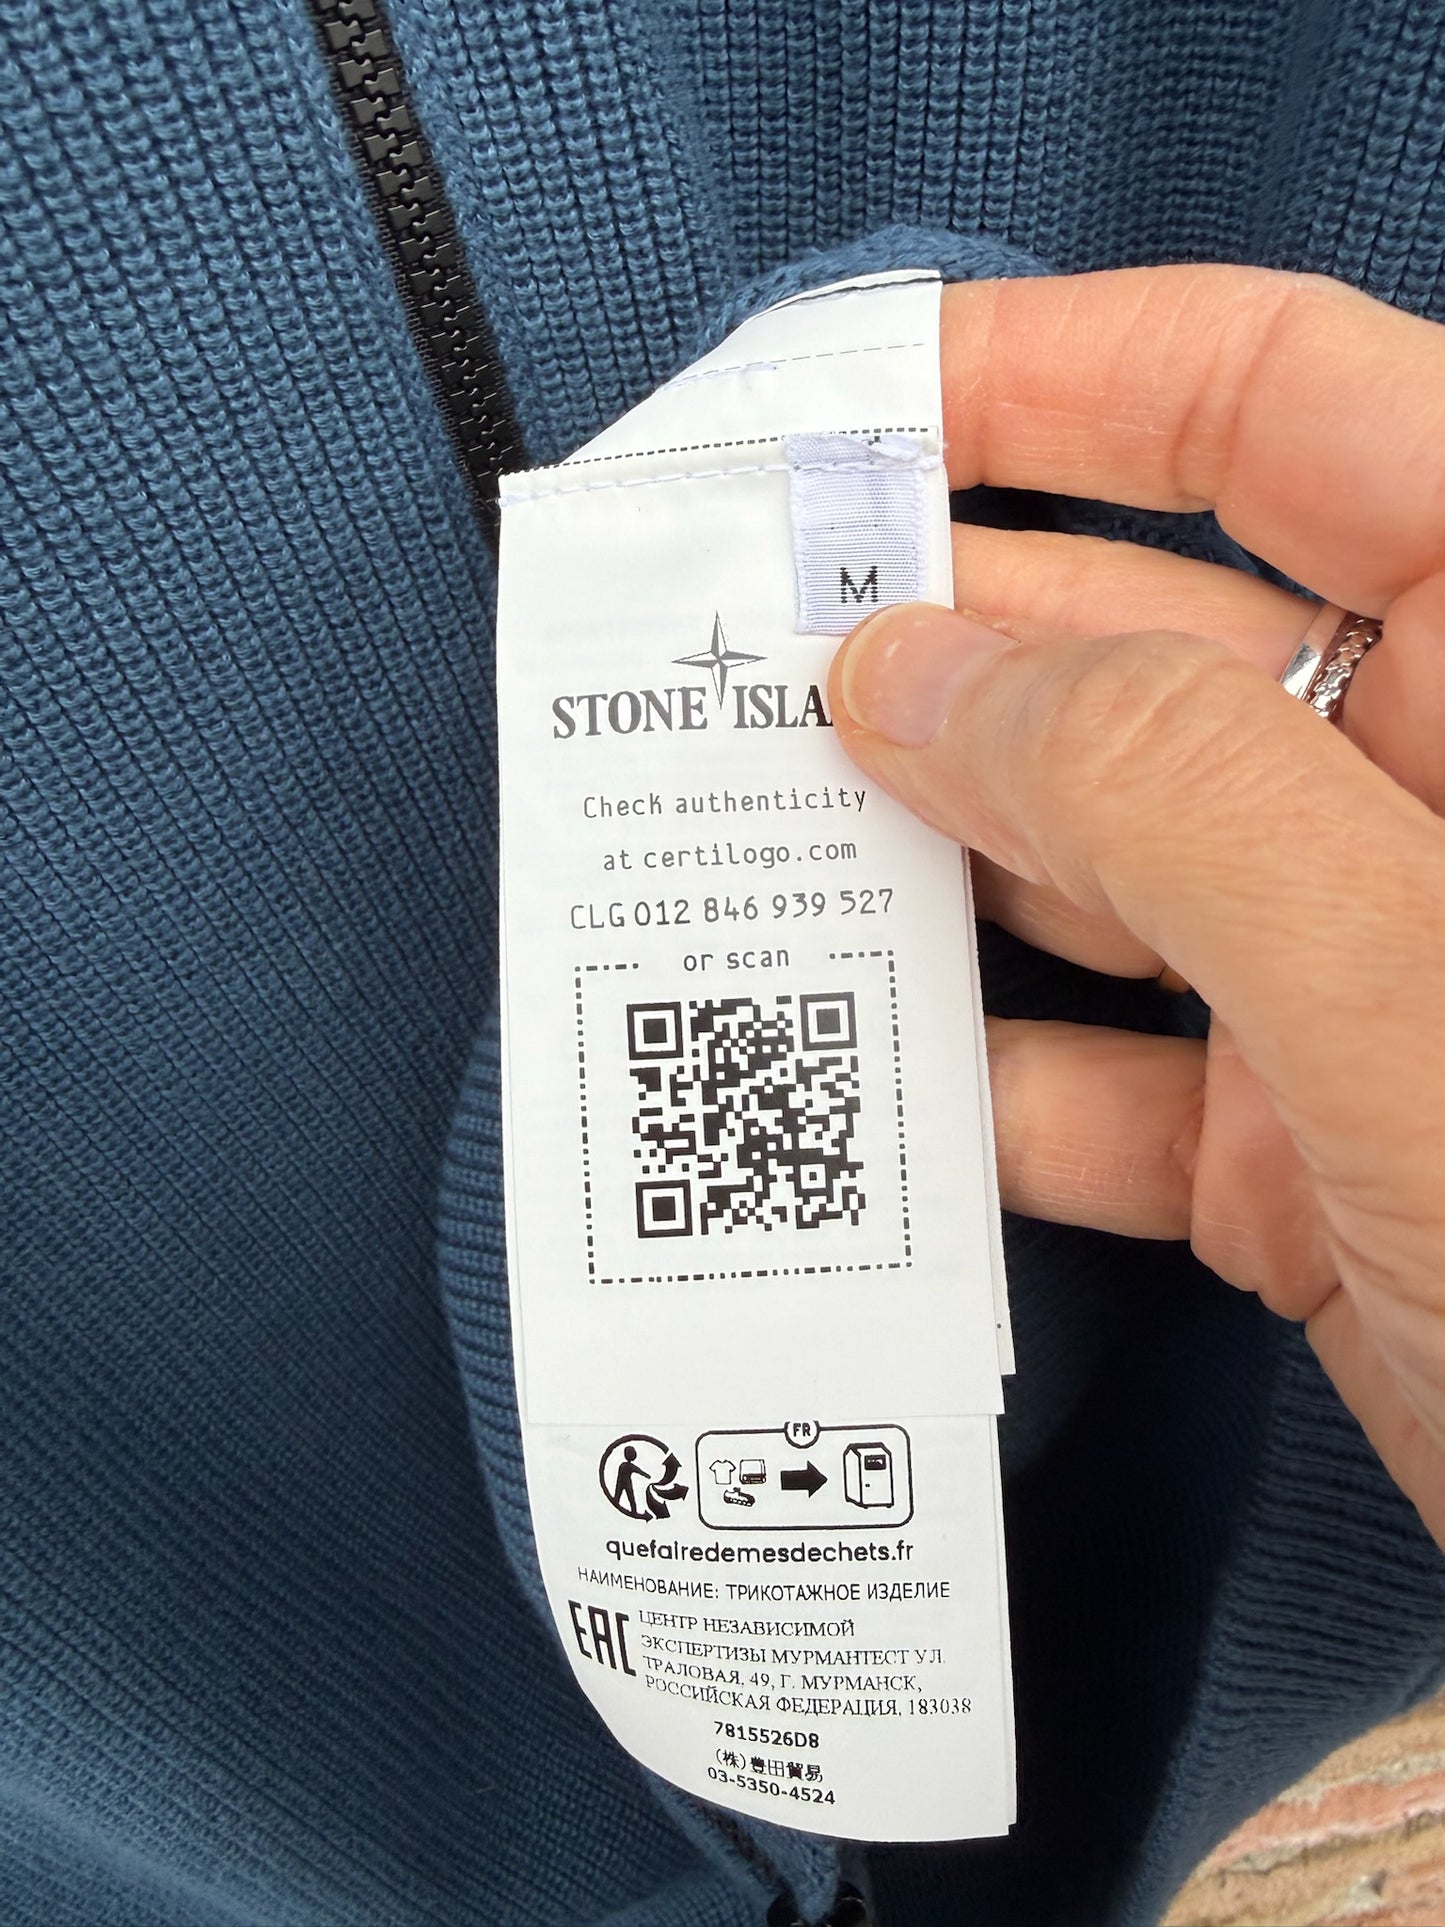 M
STONE ISLA
Check authenticity
at certilogo.com
CLG 012 846 939 527
or scan
FR
quefairedemesdechets.fr
НАИМЕНОВАНИЕ: ТРИКОТАЖНОЕ ИЗДЕЛИЕ
EAC ЦЕНТР НЕЗАВИСИМОЙ
ЭКСПЕРТИЗЫ МУРМАНТЕСТ УЛ.
ТРАЛОВАЯ, 49, Г. МУРМАНСК,
РОССИЙСКАЯ ФЕДЕРАЦИЯ, 183038
7815526D8
(株)豊田貿易
03-5350-4524